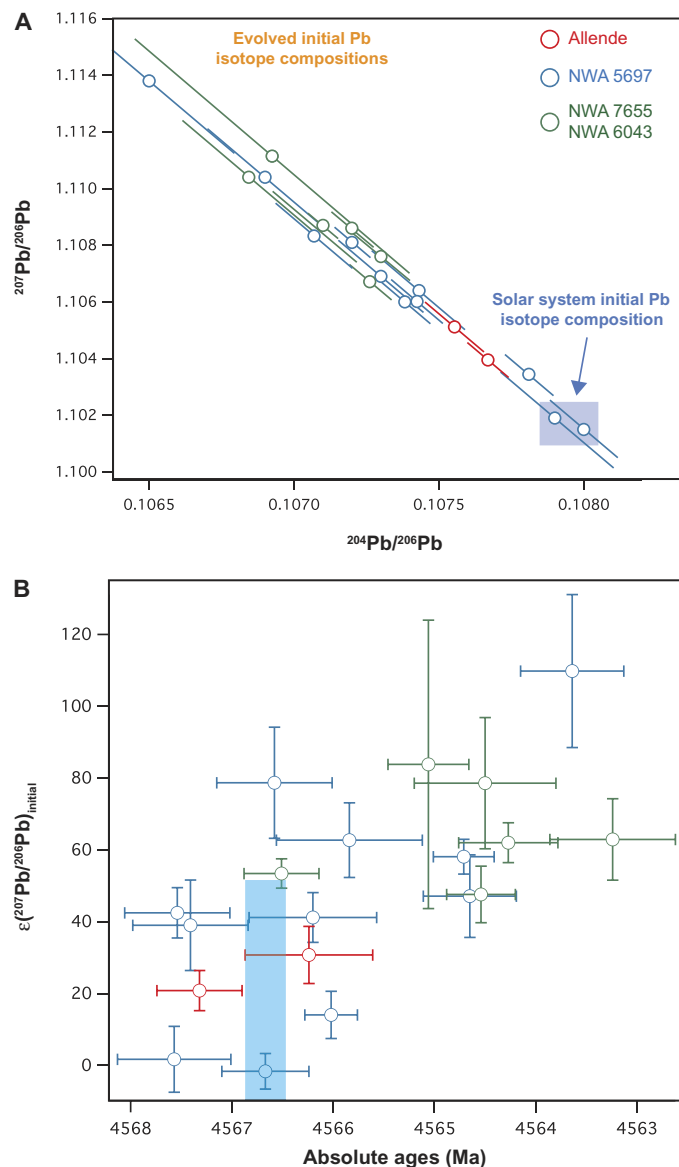 A
1.116
1.114
1.112
1.110
1.108
1.106
1.104
1.102
1.100
²⁰⁷Pb/²⁰⁶Pb
Evolved initial Pb
isotope compositions
Allende
NWA 5697
NWA 7655
NWA 6043
Solar system initial Pb
isotope composition
0.1065
0.1070
0.1075
0.1080
²⁰⁴Pb/²⁰⁶Pb
B
120
100
80
60
40
20
0
ε(²⁰⁷Pb/²⁰⁶Pb)initial
4568
4567
4566
4565
4564
4563
Absolute ages (Ma)